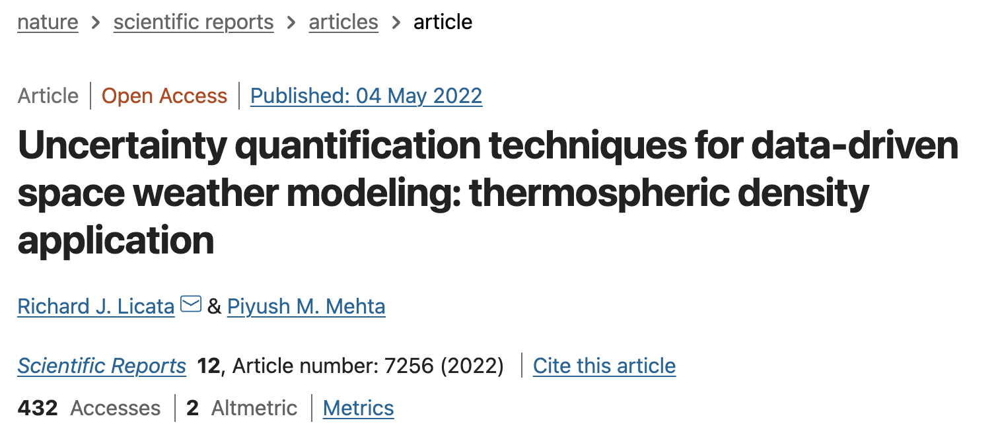 nature > scientific reports > articles > article
Article | Open Access | Published: 04 May 2022
Uncertainty quantification techniques for data-driven
space weather modeling: thermospheric density
application
Richard J. Licata & Piyush M. Mehta
Scientific Reports 12, Article number: 7256 (2022) | Cite this article
432 Accesses | 2 Altmetric | Metrics